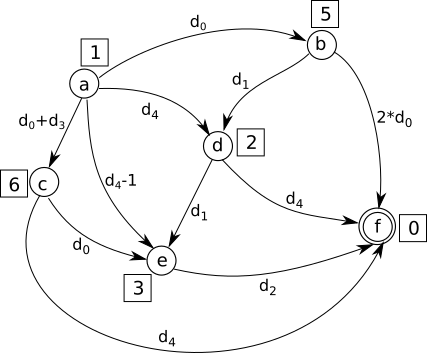 5
d₀
1
b
a
d₁
d₄
2*d₀
d₀+d₃
d
2
c
6
d₄-1
d₄
d₁
f
0
d₀
e
3
d₂
d₄